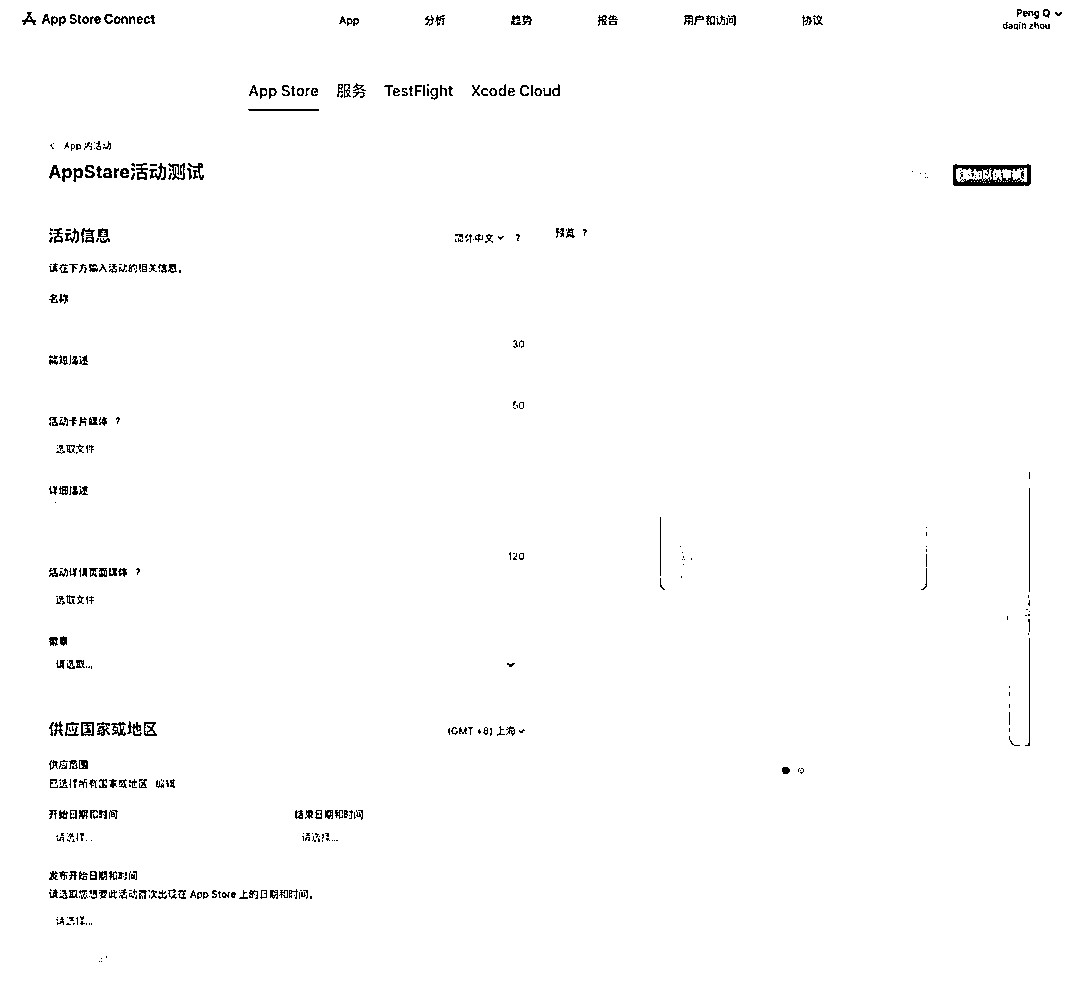 App Store Connect
App 分析 趋势 报告 用户和访问 协议
Peng Q
daqin zhou
App Store 服务 TestFlight Xcode Cloud
App 内活动
AppStare活动测试
添加以供审核
活动信息
简体中文 ?
预览 ?
请在下方输入活动的相关信息。
名称
30
简短描述
50
活动卡片媒体 ?
选取文件
详细描述
120
活动详情页面媒体 ?
选取文件
徽章
请选取...
供应国家或地区
(GMT +8) 上海
供应范围
已选择所有国家或地区 编辑
开始日期和时间 结束日期和时间
请选择... 请选择...
发布开始日期和时间
请选取您想要此活动首次出现在 App Store 上的日期和时间。
请选择...